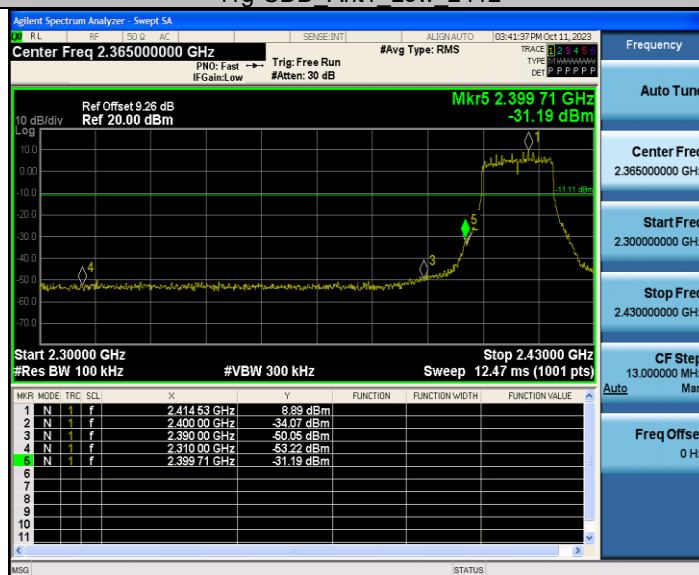 Agilent Spectrum Analyzer - Swept SA
RL RF 50 Ω AC SENSE:INT ALIGN AUTO 03:41:37 PM Oct 11, 2023
Center Freq 2.365000000 GHz #Avg Type: RMS TRACE 1 2 3 4 5 6
PNO: Fast Trig: Free Run TYPE
IFGain:Low #Atten: 30 dB DET P P P P P P
Frequency
Auto Tune
Center Freq
2.365000000 GHz
Start Freq
2.300000000 GHz
Stop Freq
2.430000000 GHz
CF Step
13.000000 MHz
Auto Man
Freq Offset
0 Hz
Mkr5 2.399 71 GHz
Ref Offset 9.26 dB
10 dB/div Ref 20.00 dBm -31.19 dBm
Log
10.0
0.00
-10.0
-11.11 dBm
-20.0
-30.0
-40.0
-50.0
-60.0
-70.0
1
5
3
4
Start 2.30000 GHz Stop 2.43000 GHz
#Res BW 100 kHz #VBW 300 kHz Sweep 12.47 ms (1001 pts)
MKR MODE TRC SCL X Y FUNCTION FUNCTION WIDTH FUNCTION VALUE
1 N 1 f 2.414 53 GHz 8.89 dBm
2 N 1 f 2.400 00 GHz -34.07 dBm
3 N 1 f 2.390 00 GHz -50.05 dBm
4 N 1 f 2.310 00 GHz -53.22 dBm
5 N 1 f 2.399 71 GHz -31.19 dBm
6
7
8
9
10
11
MSG STATUS